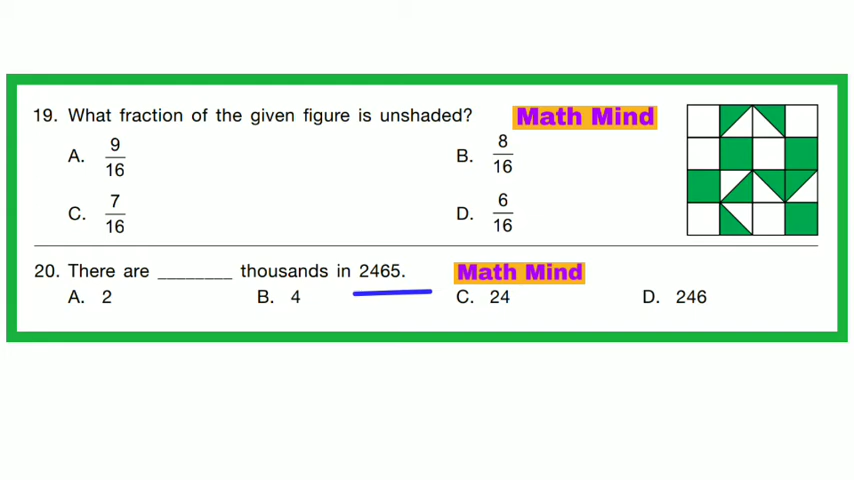 19. What fraction of the given figure is unshaded? Math Mind
A. 9/16 B. 8/16
C. 7/16 D. 6/16
20. There are ________ thousands in 2465. Math Mind
A. 2 B. 4 C. 24 D. 246